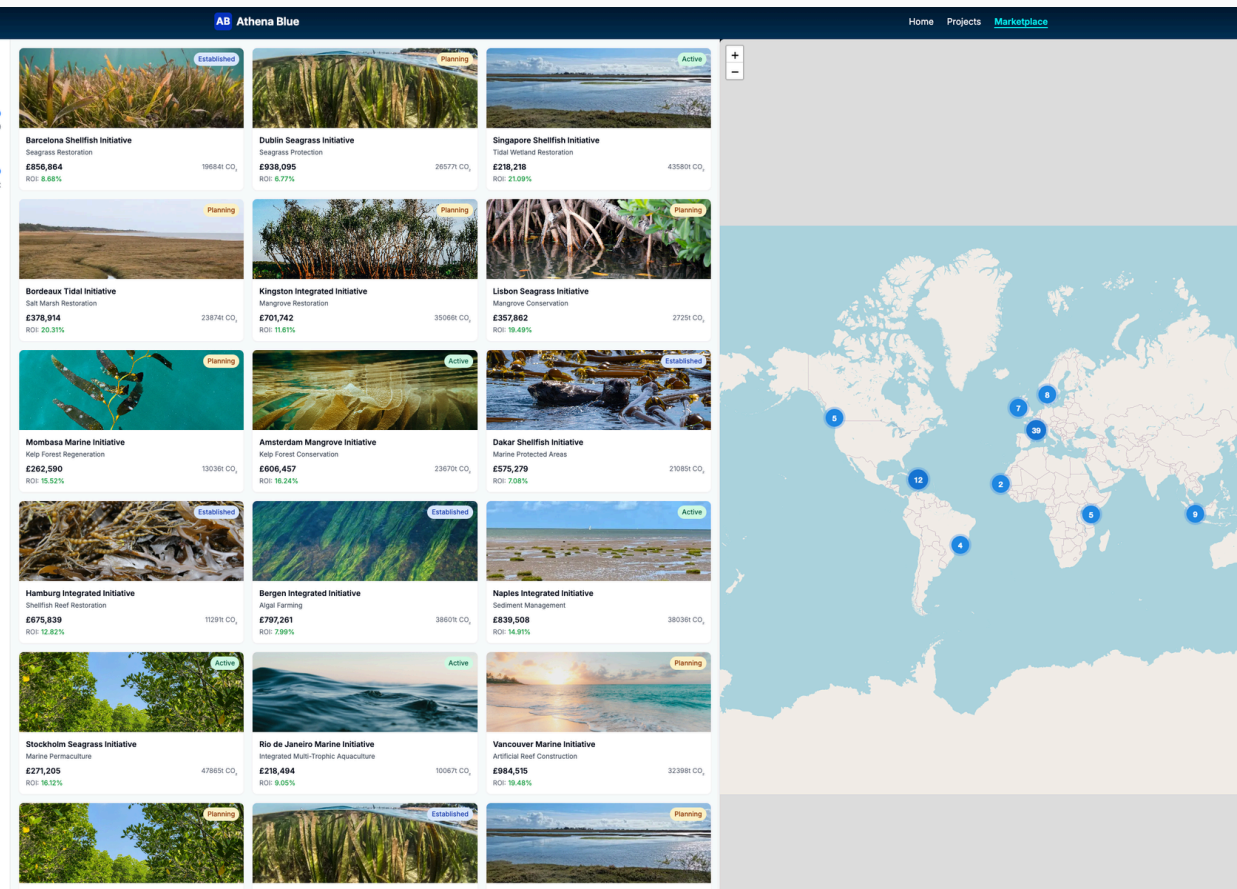 AB Athena Blue
Home Projects Marketplace
Established
Barcelona Shellfish Initiative
Seagrass Restoration
£856,864 19684t CO₂
ROI: 8.68%
Planning
Dublin Seagrass Initiative
Seagrass Protection
£938,095 26577t CO₂
ROI: 6.77%
Active
Singapore Shellfish Initiative
Tidal Wetland Restoration
£218,218 43580t CO₂
ROI: 21.09%
Planning
Bordeaux Tidal Initiative
Salt Marsh Restoration
£378,914 23874t CO₂
ROI: 20.31%
Planning
Kingston Integrated Initiative
Mangrove Restoration
£701,742 35066t CO₂
ROI: 11.61%
Planning
Lisbon Seagrass Initiative
Mangrove Conservation
£357,862 2725t CO₂
ROI: 19.49%
Planning
Mombasa Marine Initiative
Kelp Forest Regeneration
£262,590 13036t CO₂
ROI: 15.52%
Active
Amsterdam Mangrove Initiative
Kelp Forest Conservation
£606,457 23670t CO₂
ROI: 16.24%
Established
Dakar Shellfish Initiative
Marine Protected Areas
£575,279 21085t CO₂
ROI: 7.08%
Established
Hamburg Integrated Initiative
Shellfish Reef Restoration
£675,839 11291t CO₂
ROI: 12.82%
Established
Bergen Integrated Initiative
Algal Farming
£797,261 38601t CO₂
ROI: 7.99%
Active
Naples Integrated Initiative
Sediment Management
£839,508 38036t CO₂
ROI: 14.91%
Active
Stockholm Seagrass Initiative
Marine Permaculture
£271,205 47865t CO₂
ROI: 16.12%
Active
Rio de Janeiro Marine Initiative
Integrated Multi-Trophic Aquaculture
£218,494 10067t CO₂
ROI: 9.05%
Planning
Vancouver Marine Initiative
Artificial Reef Construction
£984,515 32398t CO₂
ROI: 19.48%
Planning
Established
Planning
+
−
8
7
5
39
12
2
5
9
4